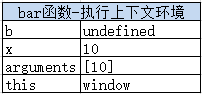 bar函数-执行上下文环境
b undefined
x 10
arguments [10]
this window